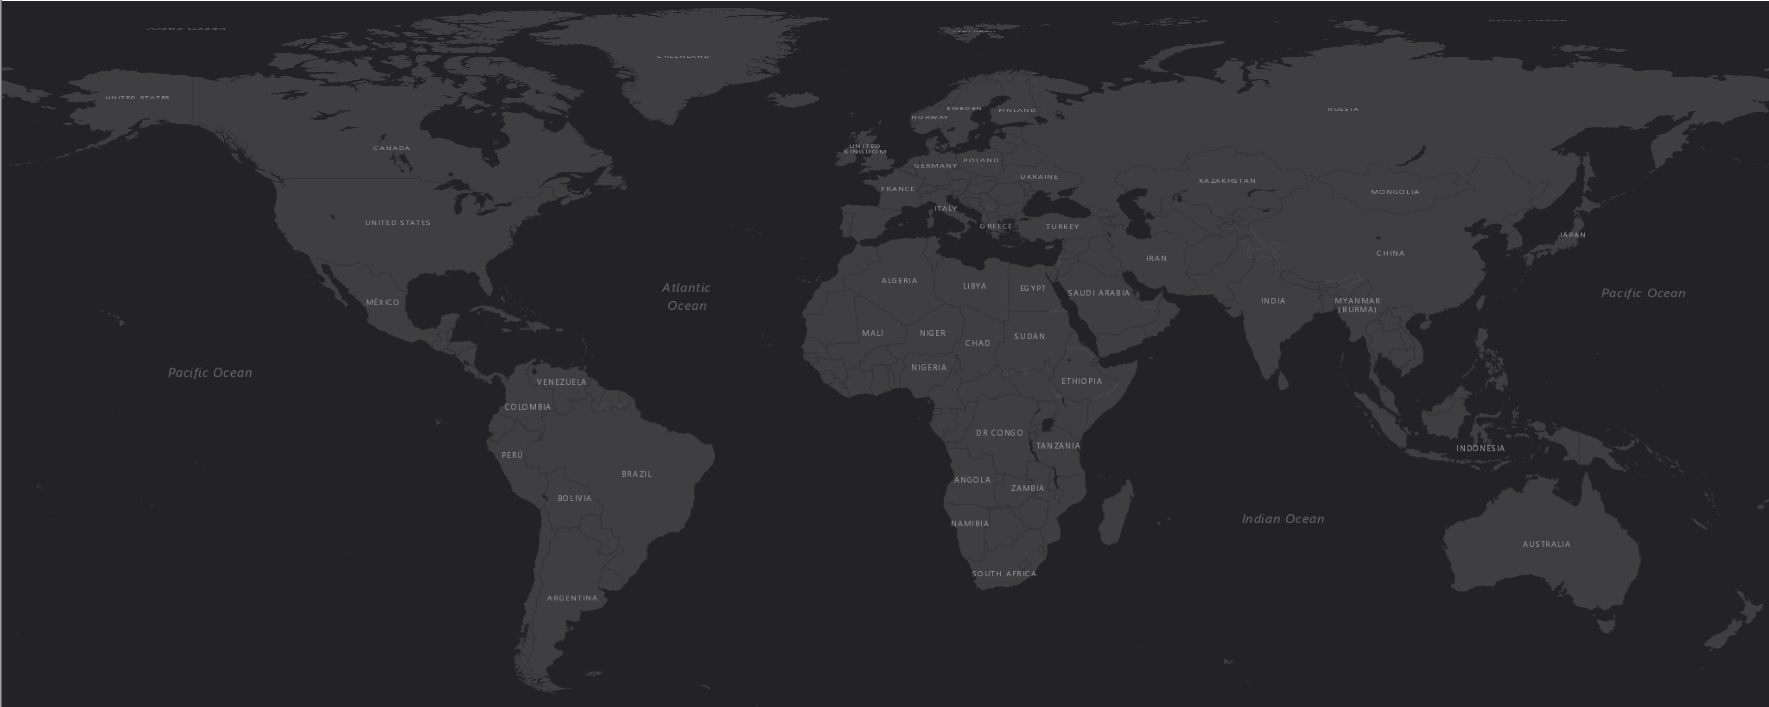 UNITED STATES
GREENLAND
CANADA
UNITED STATES
MÉXICO
Atlantic
Ocean
Pacific Ocean
VENEZUELA
COLOMBIA
PERÚ
BRAZIL
BOLIVIA
ARGENTINA
SWEDEN
FINLAND
NORWAY
UNITED
KINGDOM
GERMANY
POLAND
UKRAINE
FRANCE
ITALY
GREECE
TURKEY
RUSSIA
KAZAKHSTAN
MONGOLIA
CHINA
JAPAN
IRAN
ALGERIA
LIBYA
EGYPT
SAUDI ARABIA
INDIA
MYANMAR
(BURMA)
Pacific Ocean
MALI
NIGER
CHAD
SUDAN
NIGERIA
ETHIOPIA
DR CONGO
TANZANIA
ANGOLA
ZAMBIA
NAMIBIA
SOUTH AFRICA
INDONESIA
Indian Ocean
AUSTRALIA